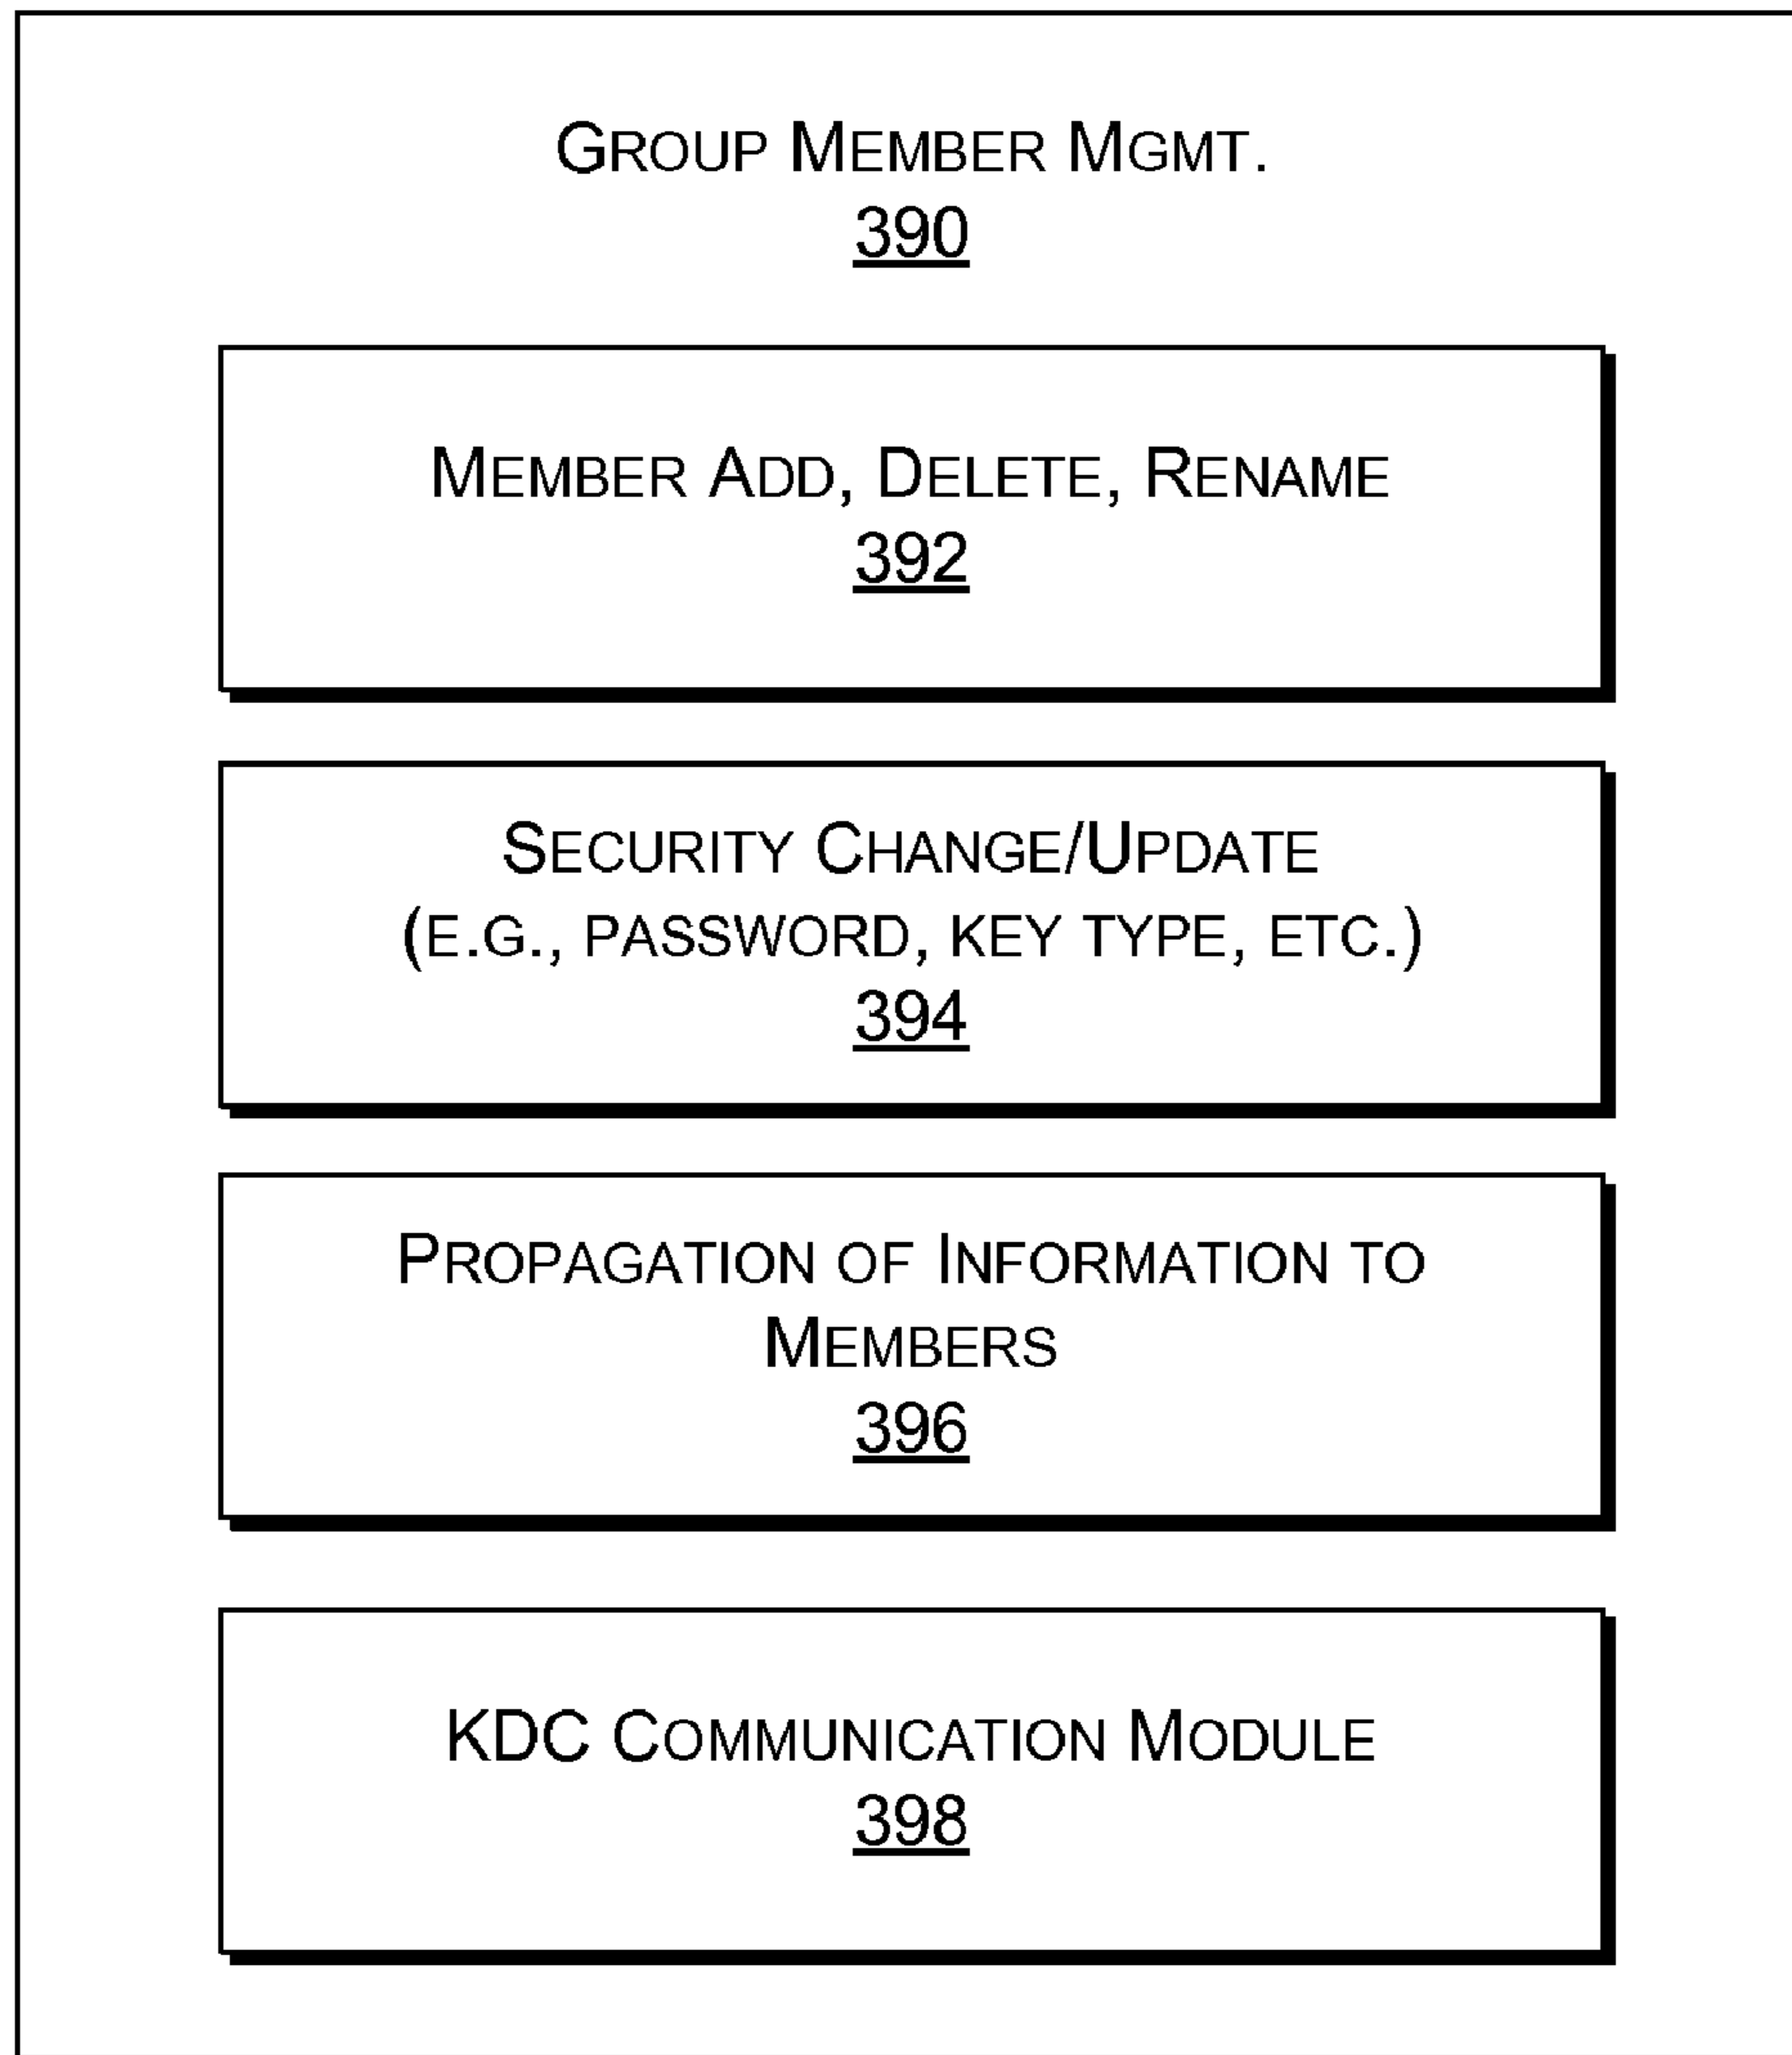 GROUP MEMBER MGMT.
390
MEMBER ADD, DELETE, RENAME
392
SECURITY CHANGE/UPDATE
(E.G., PASSWORD, KEY TYPE, ETC.)
394
PROPAGATION OF INFORMATION TO
MEMBERS
396
KDC COMMUNICATION MODULE
398